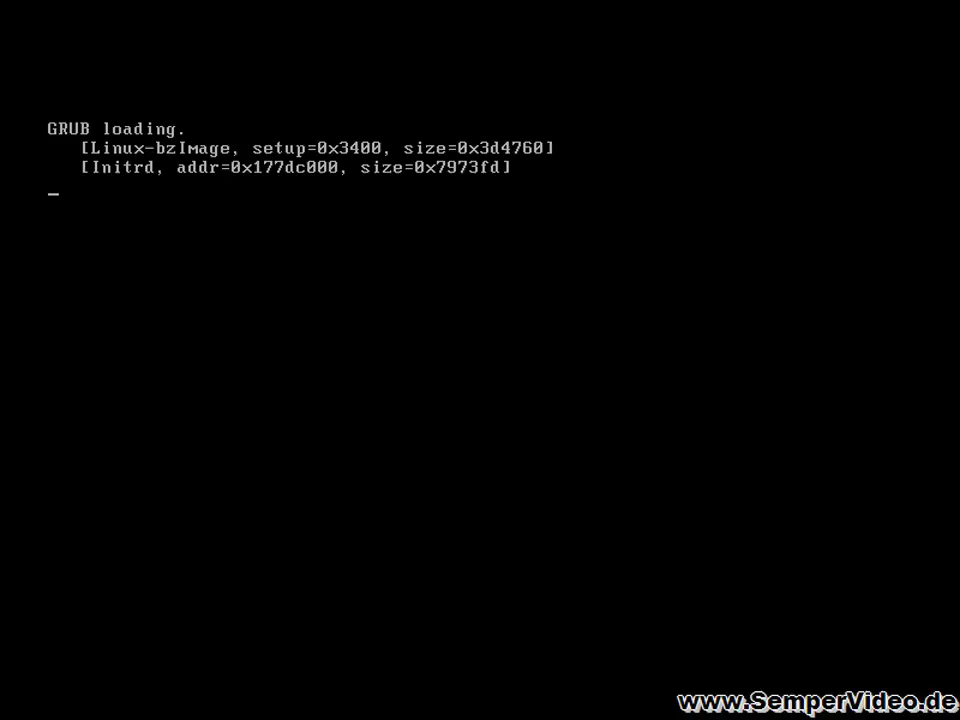 GRUB loading.
[Linux-bzImage, setup=0x3400, size=0x3d4760]
[Initrd, addr=0x177dc000, size=0x7973fd]
_
www.SemperVideo.de